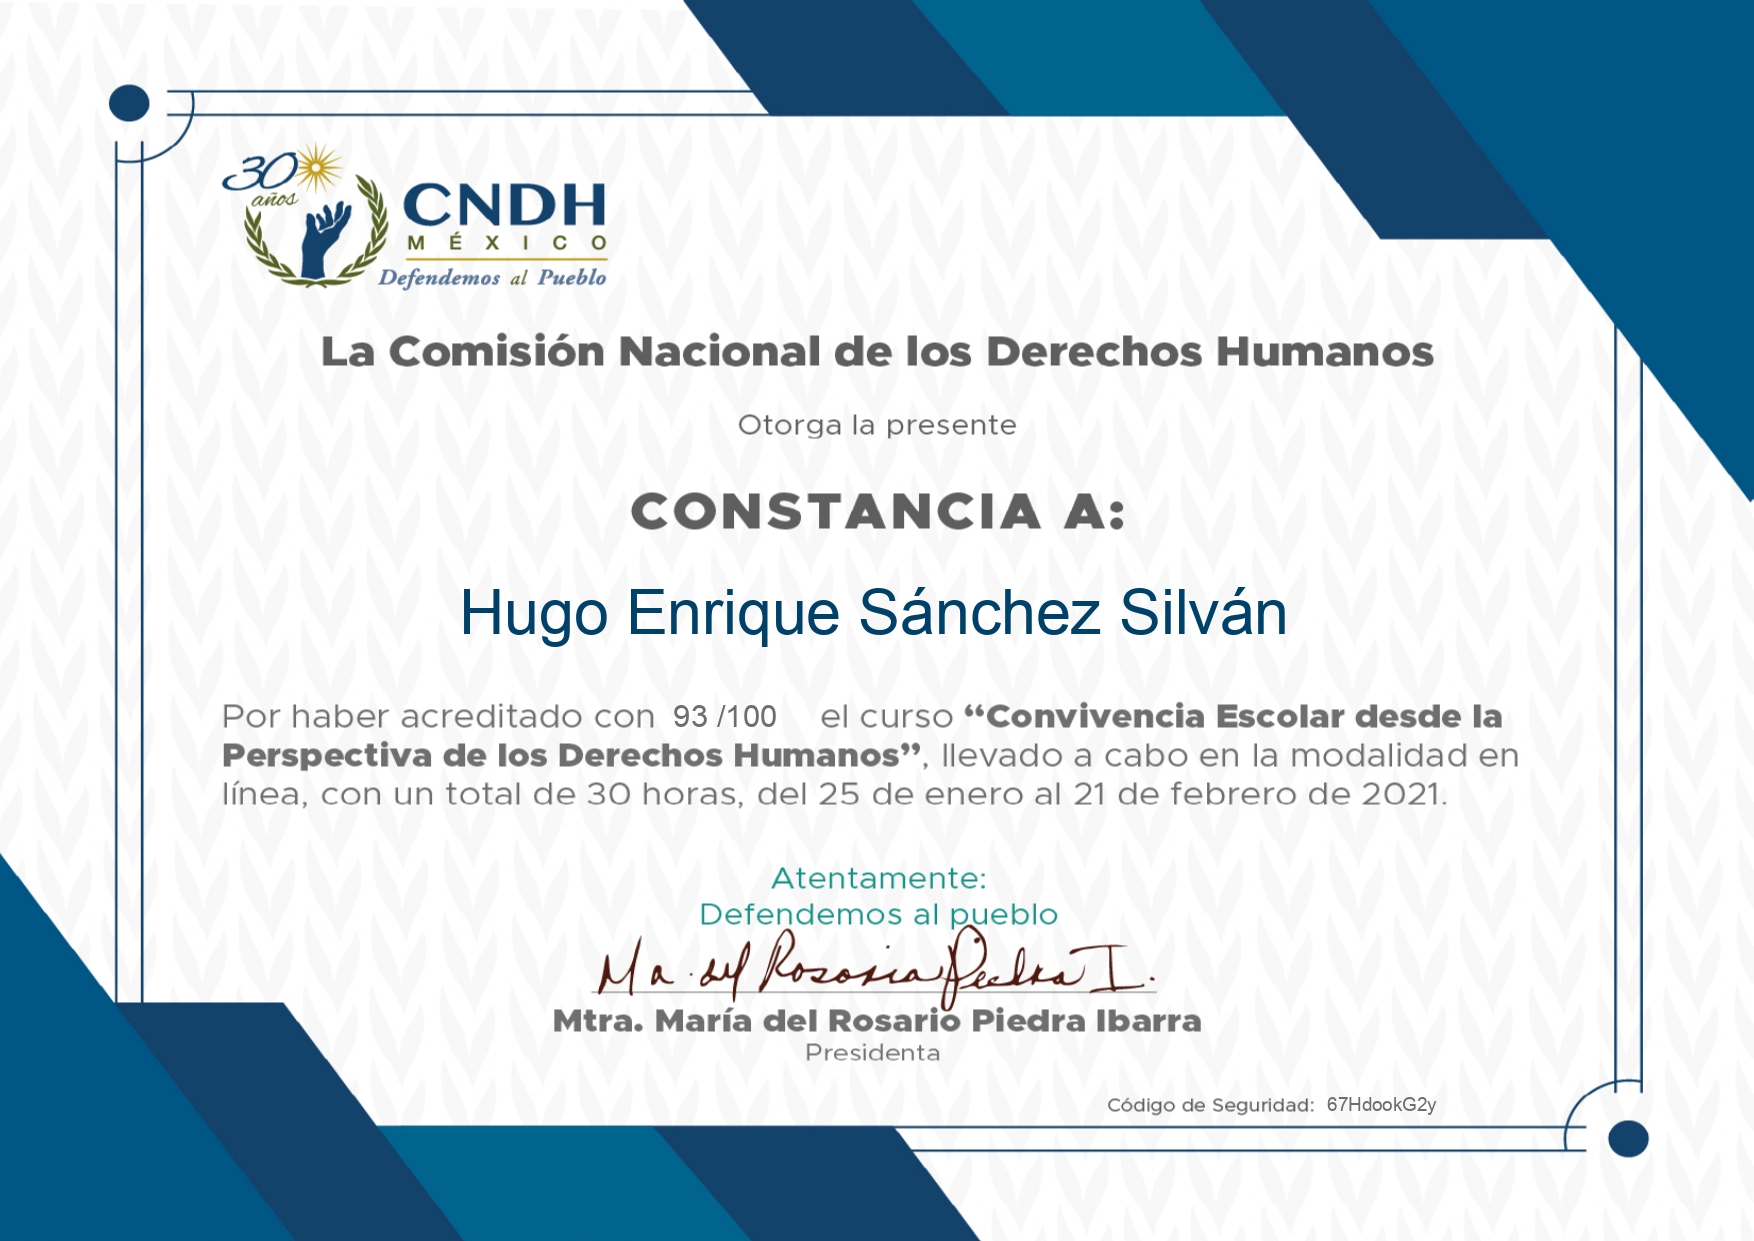 30
años
CNDH
MÉXICO
Defendemos al Pueblo
La Comisión Nacional de los Derechos Humanos
Otorga la presente
CONSTANCIA A:
Hugo Enrique Sánchez Silván
Por haber acreditado con 93 /100 el curso “Convivencia Escolar desde la
Perspectiva de los Derechos Humanos”, llevado a cabo en la modalidad en
línea, con un total de 30 horas, del 25 de enero al 21 de febrero de 2021.
Atentamente:
Defendemos al pueblo
Ma. del Rosario Piedra I.
Mtra. María del Rosario Piedra Ibarra
Presidenta
Código de Seguridad: 67HdookG2y